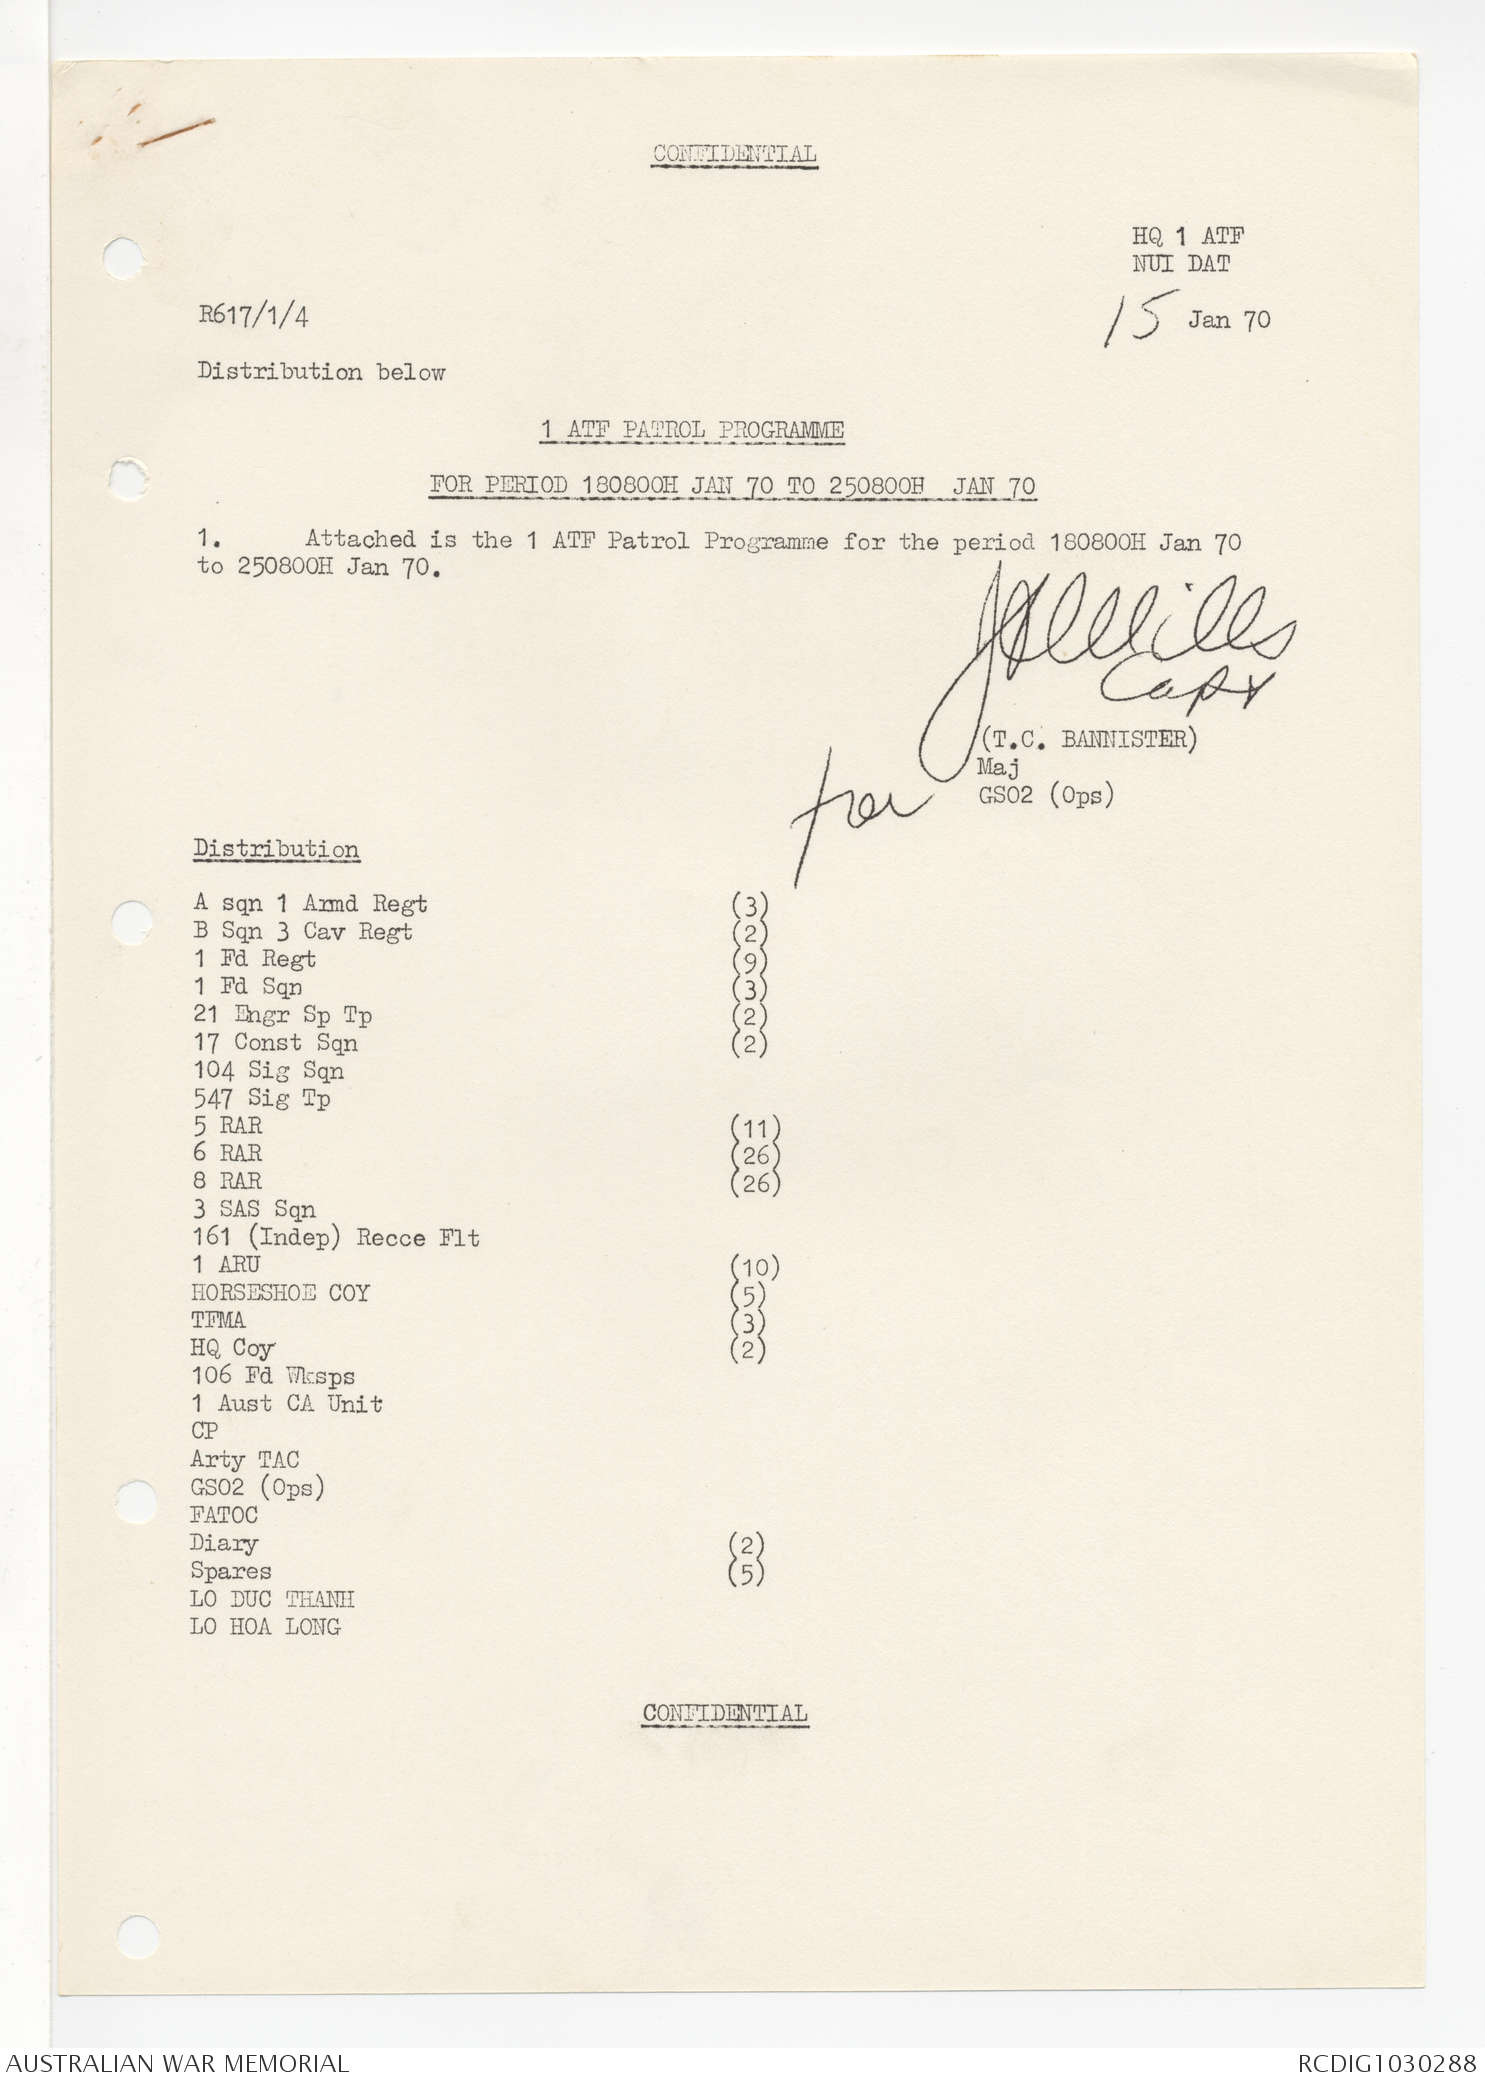 CONFIDENTIAL
HQ 1 ATF
NUI DAT
R617/1/4
15 Jan 70
Distribution below
1 ATF PATROL PROGRAMME
FOR PERIOD 180800H JAN 70 TO 250800H JAN 70
1. Attached is the 1 ATF Patrol Programme for the period 180800H Jan 70
to 250800H Jan 70.
Capt
(T.C. BANNISTER)
Maj
for GSO2 (Ops)
Distribution
A sqn 1 Armd Regt (3)
B Sqn 3 Cav Regt (2)
1 Fd Regt (9)
1 Fd Sqn (3)
21 Engr Sp Tp (2)
17 Const Sqn (2)
104 Sig Sqn
547 Sig Tp
5 RAR (11)
6 RAR (26)
8 RAR (26)
3 SAS Sqn
161 (Indep) Recce Flt
1 ARU (10)
HORSESHOE COY (5)
TFMA (3)
HQ Coy (2)
106 Fd Wksps
1 Aust CA Unit
CP
Arty TAC
GSO2 (Ops)
FATOC
Diary (2)
Spares (5)
LO DUC THANH
LO HOA LONG
CONFIDENTIAL
AUSTRALIAN WAR MEMORIAL
RCDIG1030288